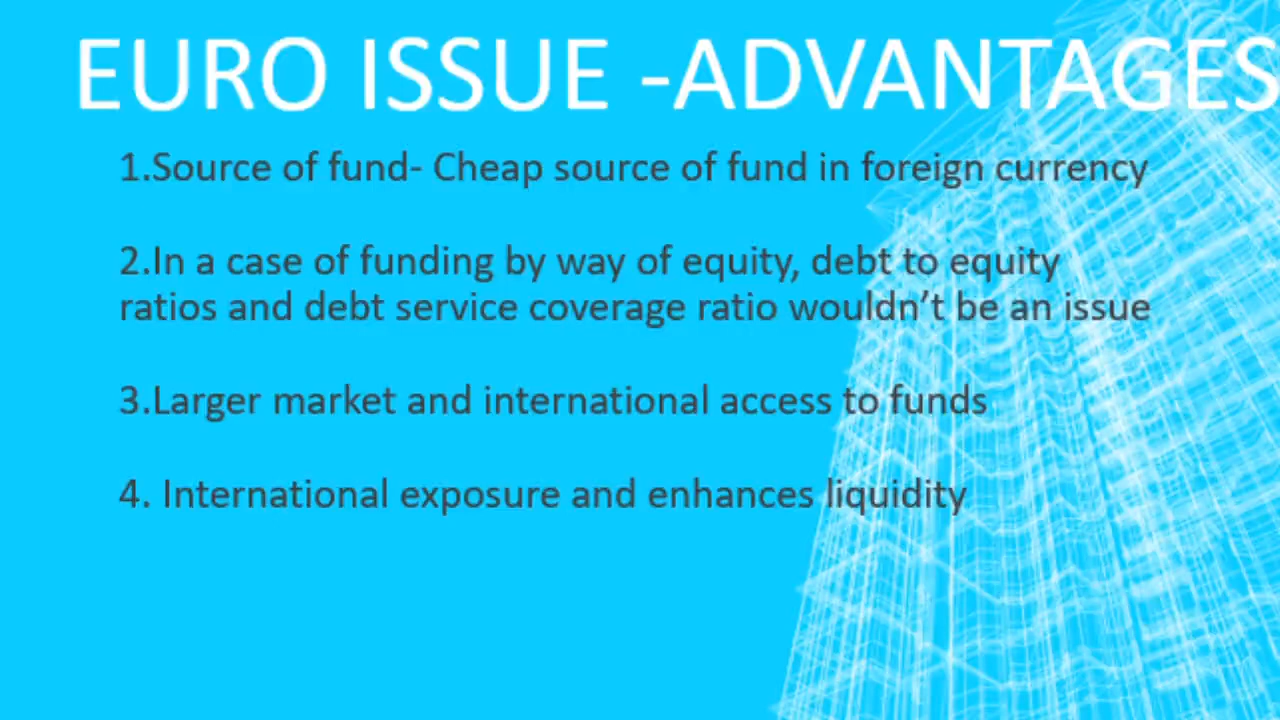 EURO ISSUE -ADVANTAGES
1.Source of fund- Cheap source of fund in foreign currency
2.In a case of funding by way of equity, debt to equity
ratios and debt service coverage ratio wouldn’t be an issue
3.Larger market and international access to funds
4. International exposure and enhances liquidity